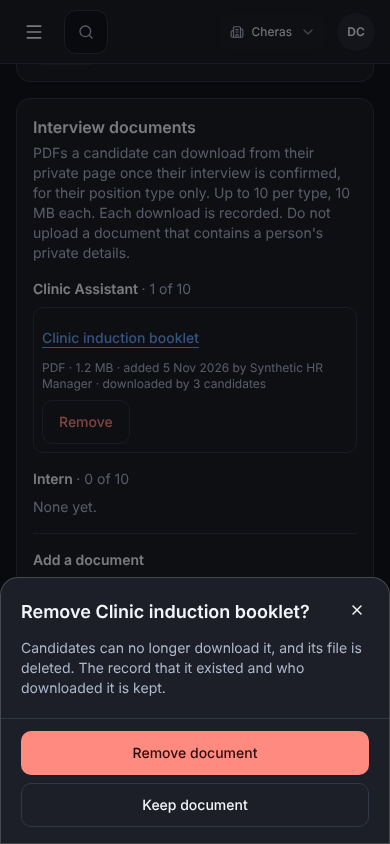 Cheras
DC
Interview documents
PDFs a candidate can download from their
private page once their interview is confirmed,
for their position type only. Up to 10 per type, 10
MB each. Each download is recorded. Do not
upload a document that contains a person's
private details.
Clinic Assistant · 1 of 10
Clinic induction booklet
PDF · 1.2 MB · added 5 Nov 2026 by Synthetic HR
Manager · downloaded by 3 candidates
Remove
Intern · 0 of 10
None yet.
Add a document
Remove Clinic induction booklet?
Candidates can no longer download it, and its file is
deleted. The record that it existed and who
downloaded it is kept.
Remove document
Keep document